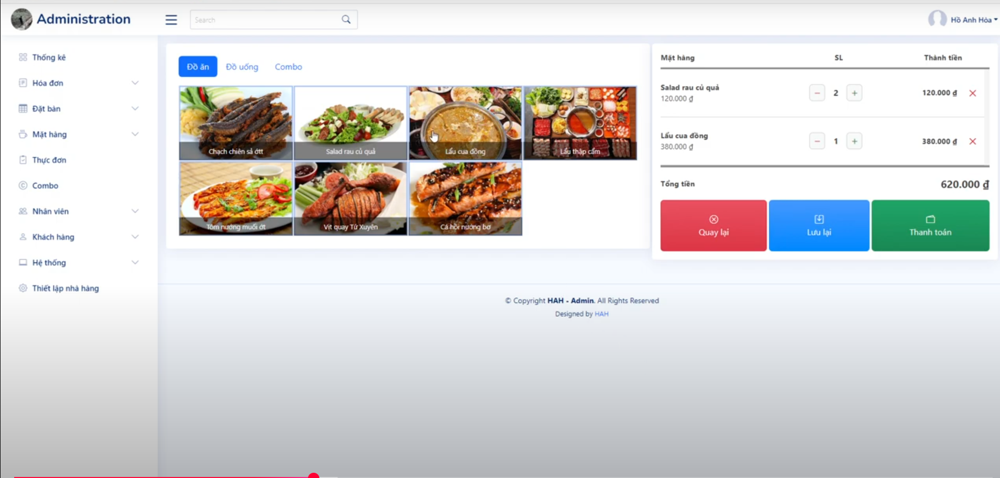 Administration
Search
Hồ Anh Hòa
Thống kê
Hóa đơn
Đặt bàn
Mặt hàng
Thực đơn
Combo
Nhân viên
Khách hàng
Hệ thống
Thiết lập nhà hàng
Đồ ăn Đồ uống Combo
Chạch chiên sả ớtt Salad rau củ quả Lẩu cua đồng Lẩu thập cẩm
Tôm nướng muối ớt Vịt quay Tứ Xuyên Cá hồi nướng bơ
Mặt hàng SL Thành tiền
Salad rau củ quả
120.000 ₫
2 120.000 ₫
Lẩu cua đồng
380.000 ₫
1 380.000 ₫
Tổng tiền 620.000 ₫
Quay lại Lưu lại Thanh toán
© Copyright HAH - Admin. All Rights Reserved
Designed by HAH